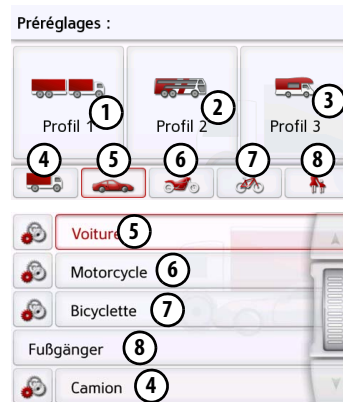 Préréglages :
1 2 3
Profil 1 Profil 2 Profil 3
4 5 6 7 8
Voiture 5
Motorcycle 6
Bicyclette 7
Fußgänger 8
Camion 4